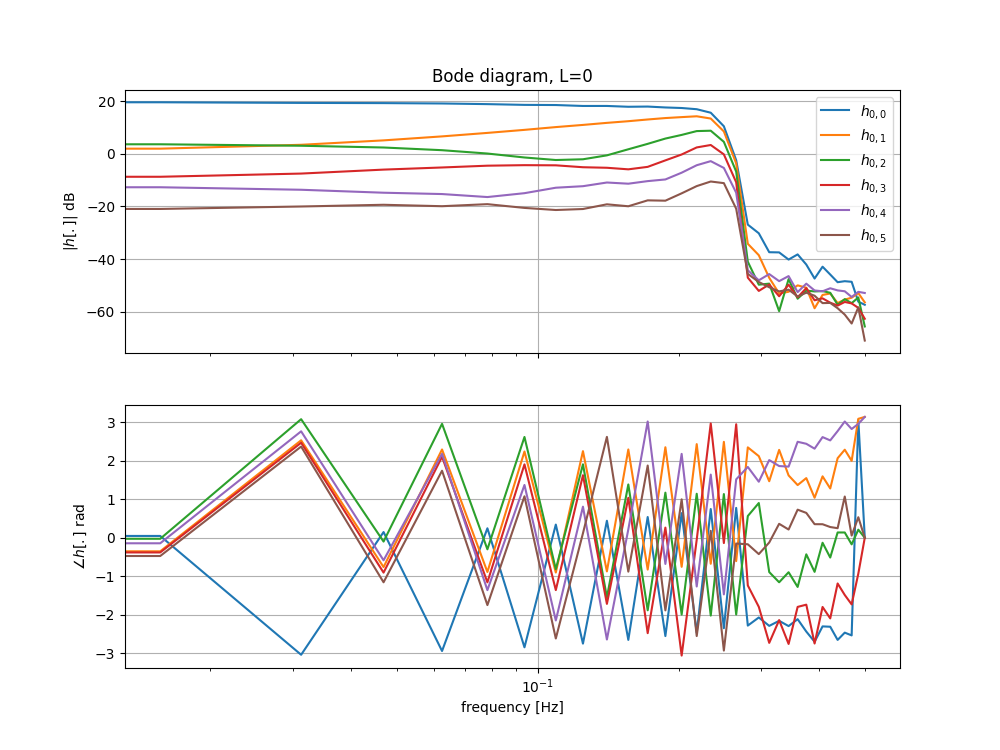 Bode diagram, L=0
|h[.]| dB
20
0
−20
−40
−60
h0,0
h0,1
h0,2
h0,3
h0,4
h0,5
∠h[.] rad
3
2
1
0
−1
−2
−3
10−1
frequency [Hz]